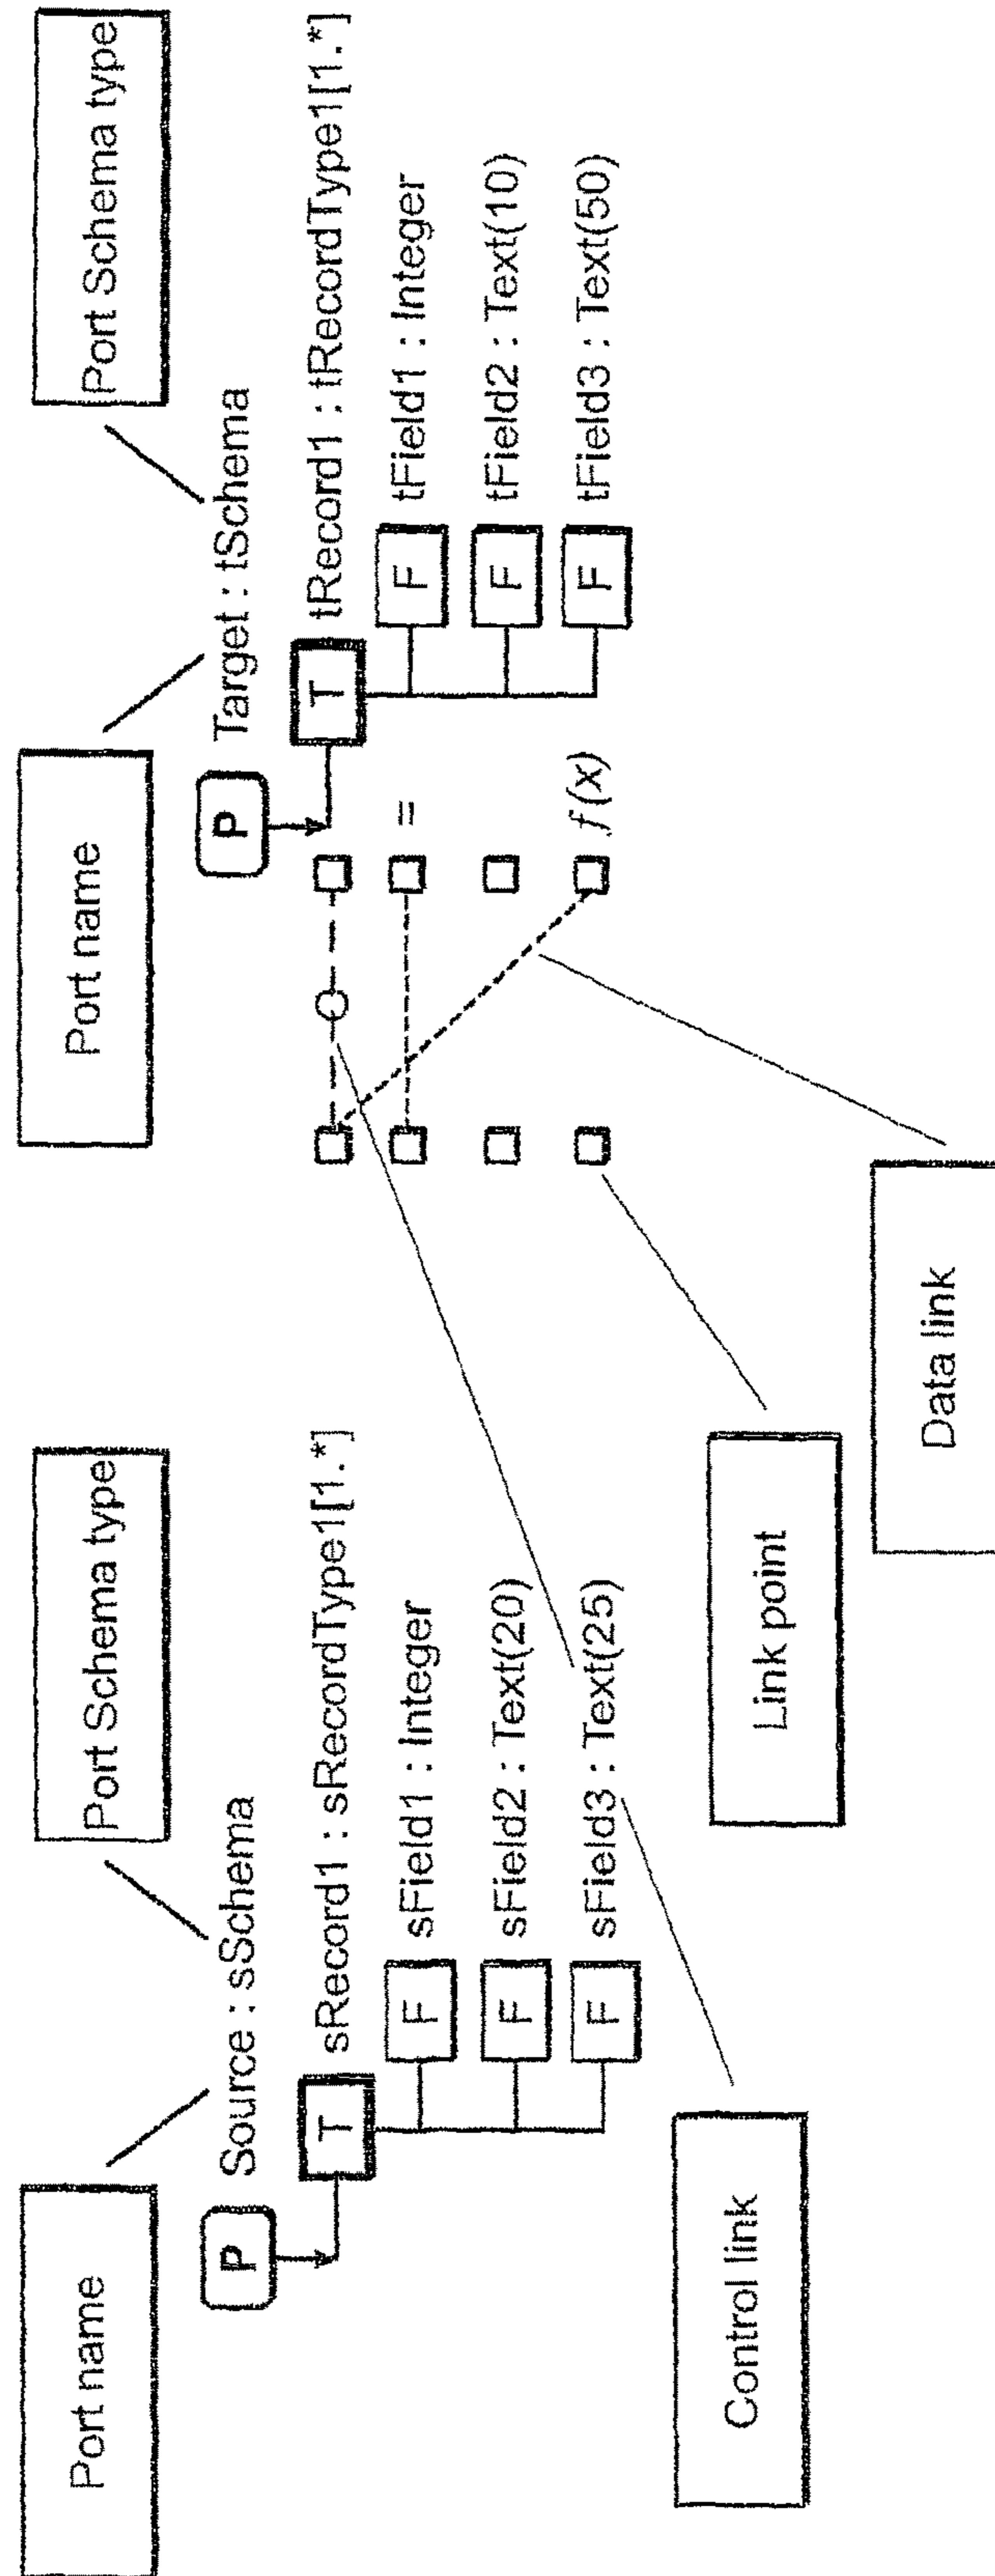 Port name
Port Schema type
Port name
Port Schema type
P Source : sSchema
P Target : tSchema
T sRecord1 : sRecordType1[1.*]
T tRecord1 : tRecordType1[1.*]
F sField1 : Integer
= F tField1 : Integer
F sField2 : Text(20)
F tField2 : Text(10)
F sField3 : Text(25)
f(x) F tField3 : Text(50)
Control link
Link point
Data link